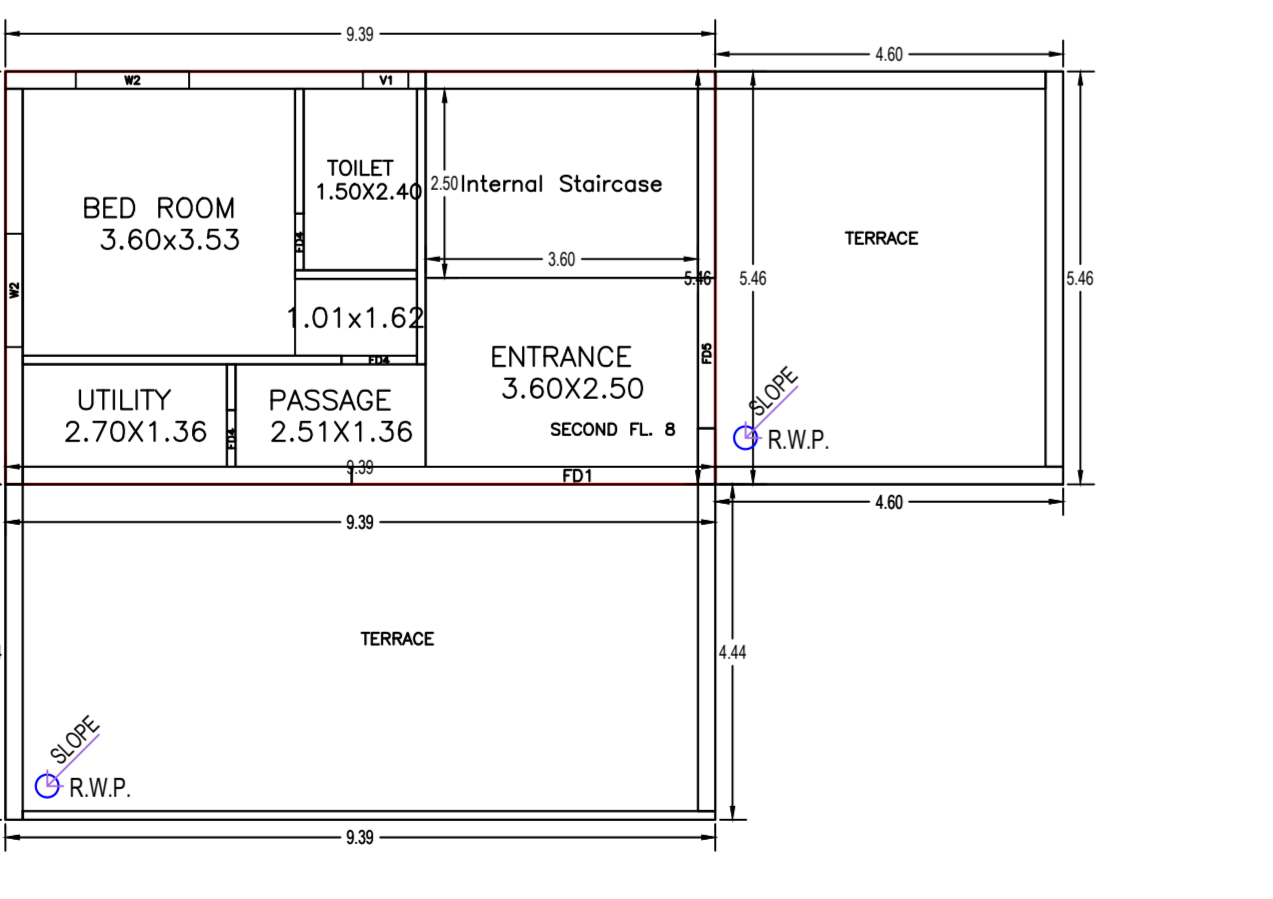 9.39
4.60
W2
V1
TOILET
1.50X2.40
2.50
Internal Staircase
BED ROOM
3.60x3.53
FD4
TERRACE
3.60
W2
5.46
5.46
5.46
1.01x1.62
FD4
FD5
ENTRANCE
3.60X2.50
UTILITY
2.70X1.36
PASSAGE
2.51X1.36
FD4
SECOND FL. 8
SLOPE
R.W.P.
9.39
FD1
4.60
9.39
TERRACE
4.44
SLOPE
R.W.P.
9.39